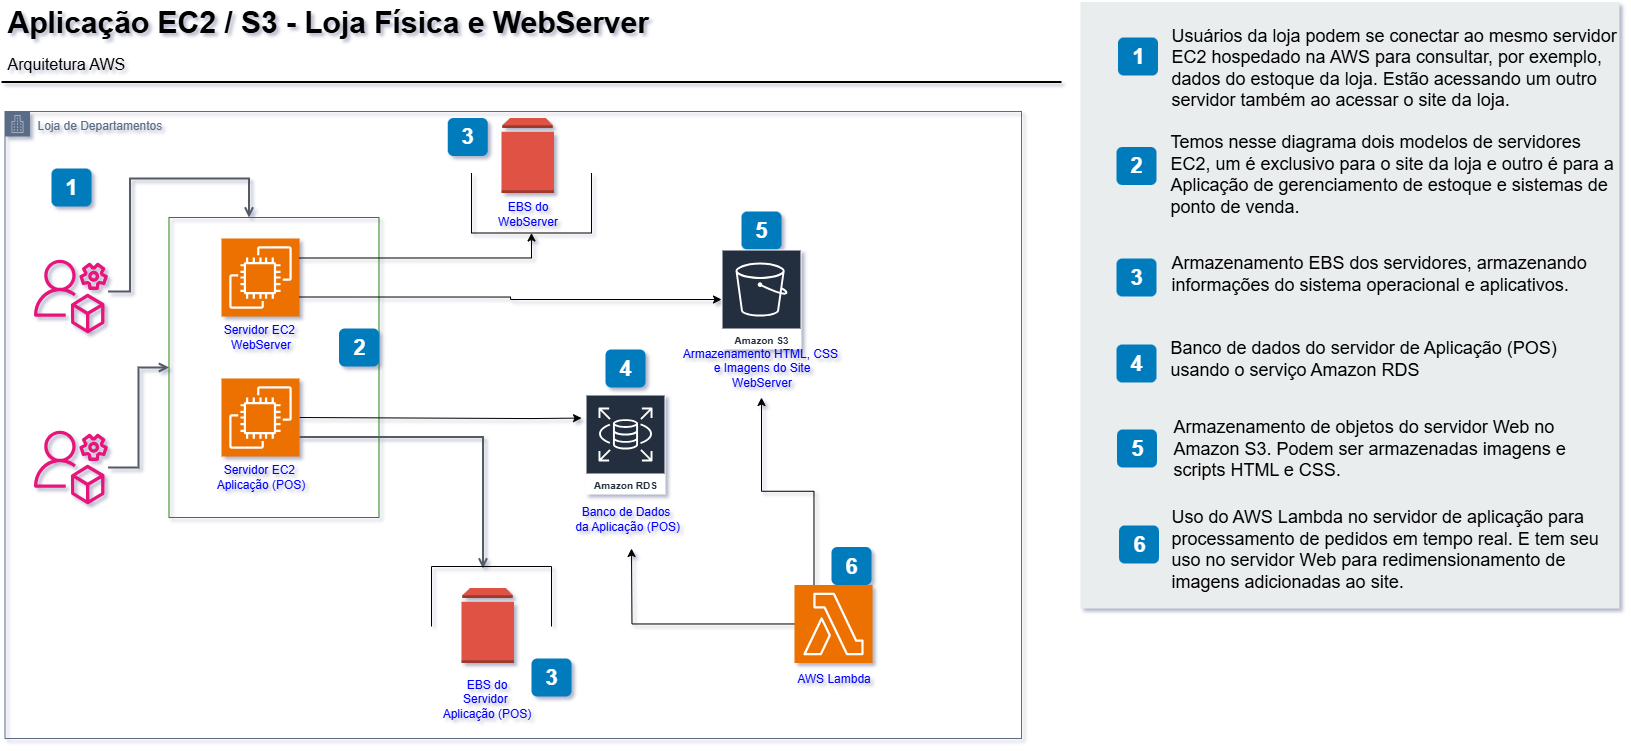 Aplicação EC2 / S3 - Loja Física e WebServer
Arquitetura AWS
Loja de Departamentos
1
3
EBS do
WebServer
5
Servidor EC2
WebServer
2
Amazon S3
Armazenamento HTML, CSS
e Imagens do Site
WebServer
4
Servidor EC2
Aplicação (POS)
Amazon RDS
Banco de Dados
da Aplicação (POS)
6
3
EBS do
Servidor
Aplicação (POS)
AWS Lambda
1
Usuários da loja podem se conectar ao mesmo servidor
EC2 hospedado na AWS para consultar, por exemplo,
dados do estoque da loja. Estão acessando um outro
servidor também ao acessar o site da loja.
2
Temos nesse diagrama dois modelos de servidores
EC2, um é exclusivo para o site da loja e outro é para a
Aplicação de gerenciamento de estoque e sistemas de
ponto de venda.
3
Armazenamento EBS dos servidores, armazenando
informações do sistema operacional e aplicativos.
4
Banco de dados do servidor de Aplicação (POS)
usando o serviço Amazon RDS
5
Armazenamento de objetos do servidor Web no
Amazon S3. Podem ser armazenadas imagens e
scripts HTML e CSS.
6
Uso do AWS Lambda no servidor de aplicação para
processamento de pedidos em tempo real. E tem seu
uso no servidor Web para redimensionamento de
imagens adicionadas ao site.